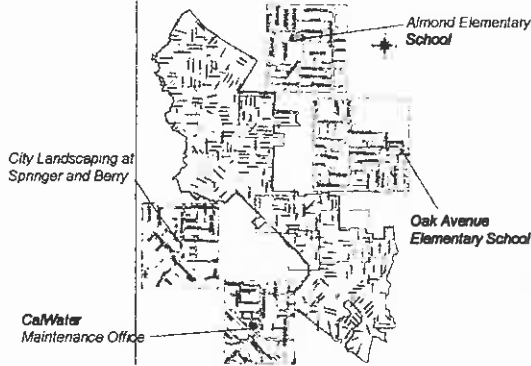 Almond Elementary
School
City Landscaping at
Springer and Berry
Oak Avenue
Elementary School
CalWater
Maintenance Office